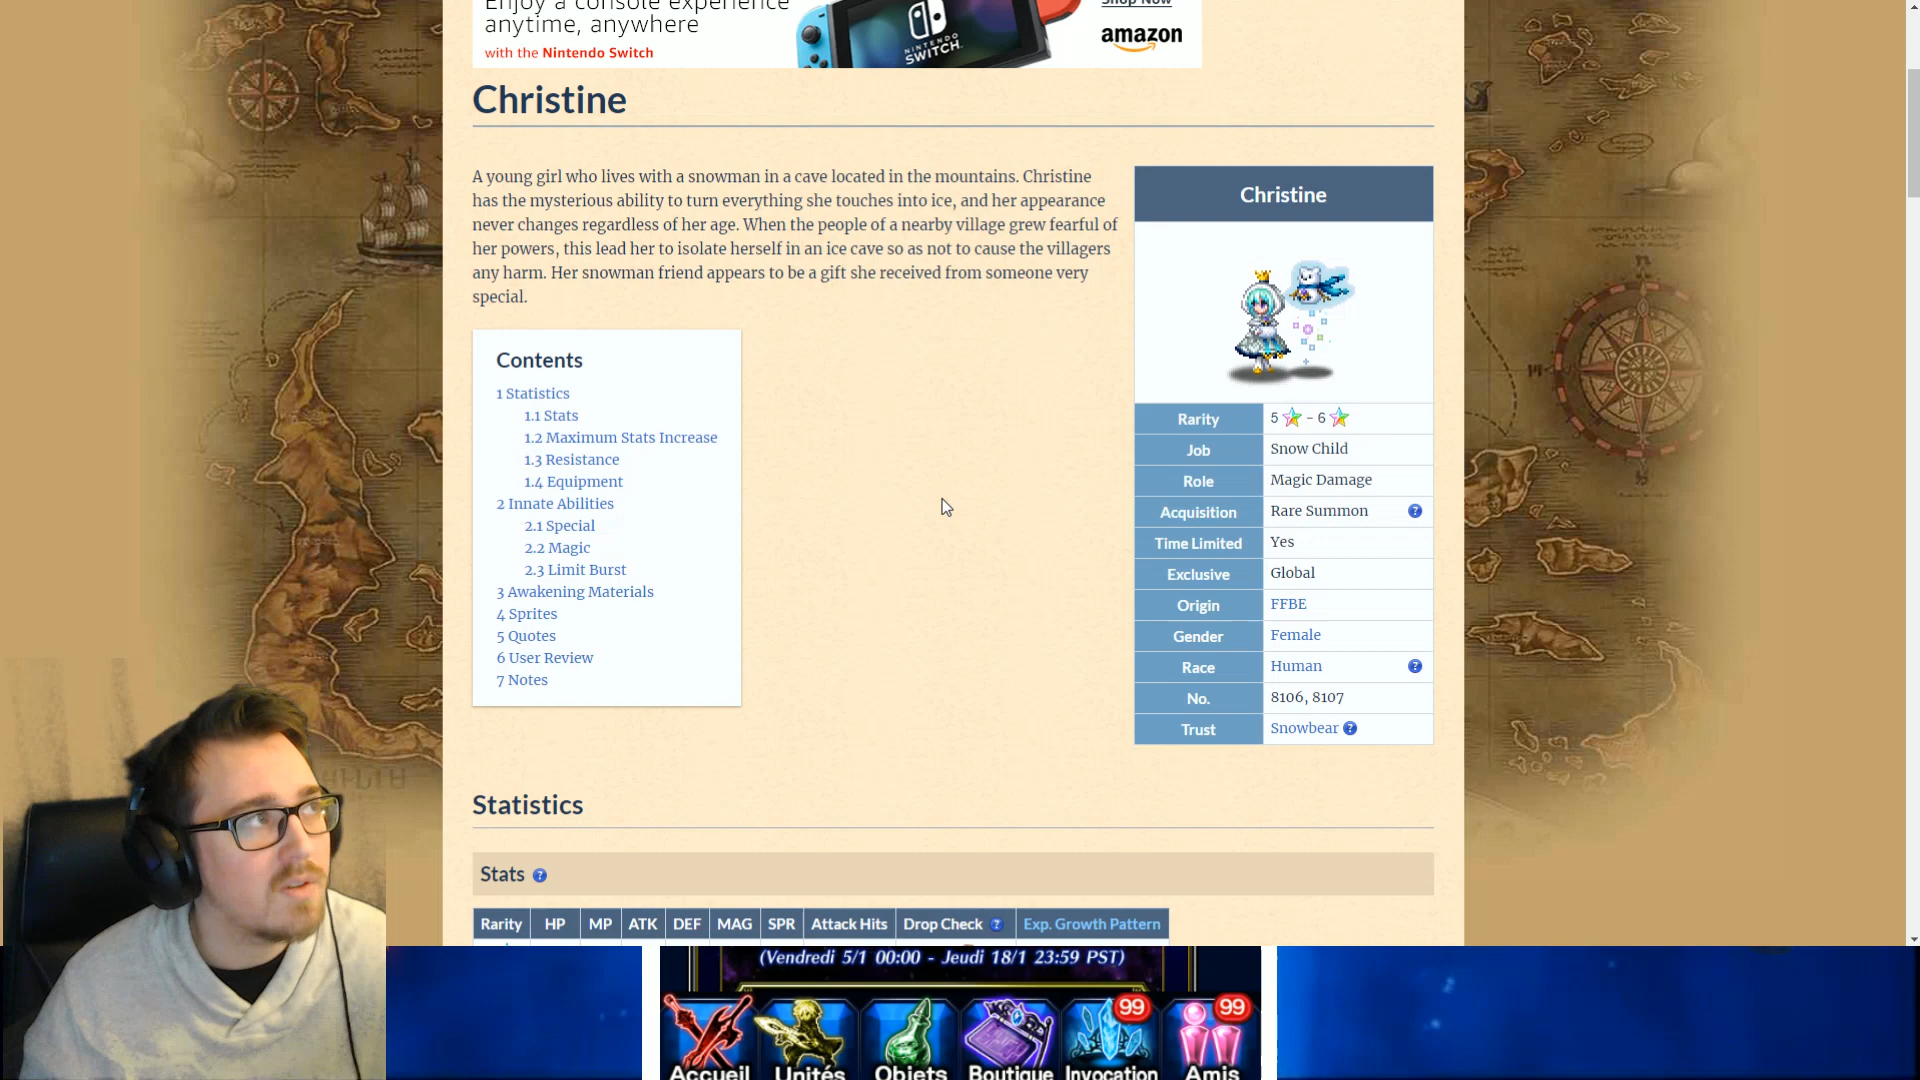 Enjoy a console experience
anytime, anywhere
with the Nintendo Switch
NINTENDO
SWITCH
Shop Now
amazon
Christine
A young girl who lives with a snowman in a cave located in the mountains. Christine
has the mysterious ability to turn everything she touches into ice, and her appearance
never changes regardless of her age. When the people of a nearby village grew fearful of
her powers, this lead her to isolate herself in an ice cave so as not to cause the villagers
any harm. Her snowman friend appears to be a gift she received from someone very
special.
Contents
1 Statistics
1.1 Stats
1.2 Maximum Stats Increase
1.3 Resistance
1.4 Equipment
2 Innate Abilities
2.1 Special
2.2 Magic
2.3 Limit Burst
3 Awakening Materials
4 Sprites
5 Quotes
6 User Review
7 Notes
Christine
Rarity 5 - 6
Job Snow Child
Role Magic Damage
Acquisition Rare Summon ?
Time Limited Yes
Exclusive Global
Origin FFBE
Gender Female
Race Human ?
No. 8106, 8107
Trust Snowbear ?
Statistics
Stats ?
Rarity HP MP ATK DEF MAG SPR Attack Hits Drop Check ? Exp. Growth Pattern
(Vendredi 5/1 00:00 - Jeudi 18/1 23:59 PST)
99 99
Accueil Unités Objets Boutique Invocation Amis